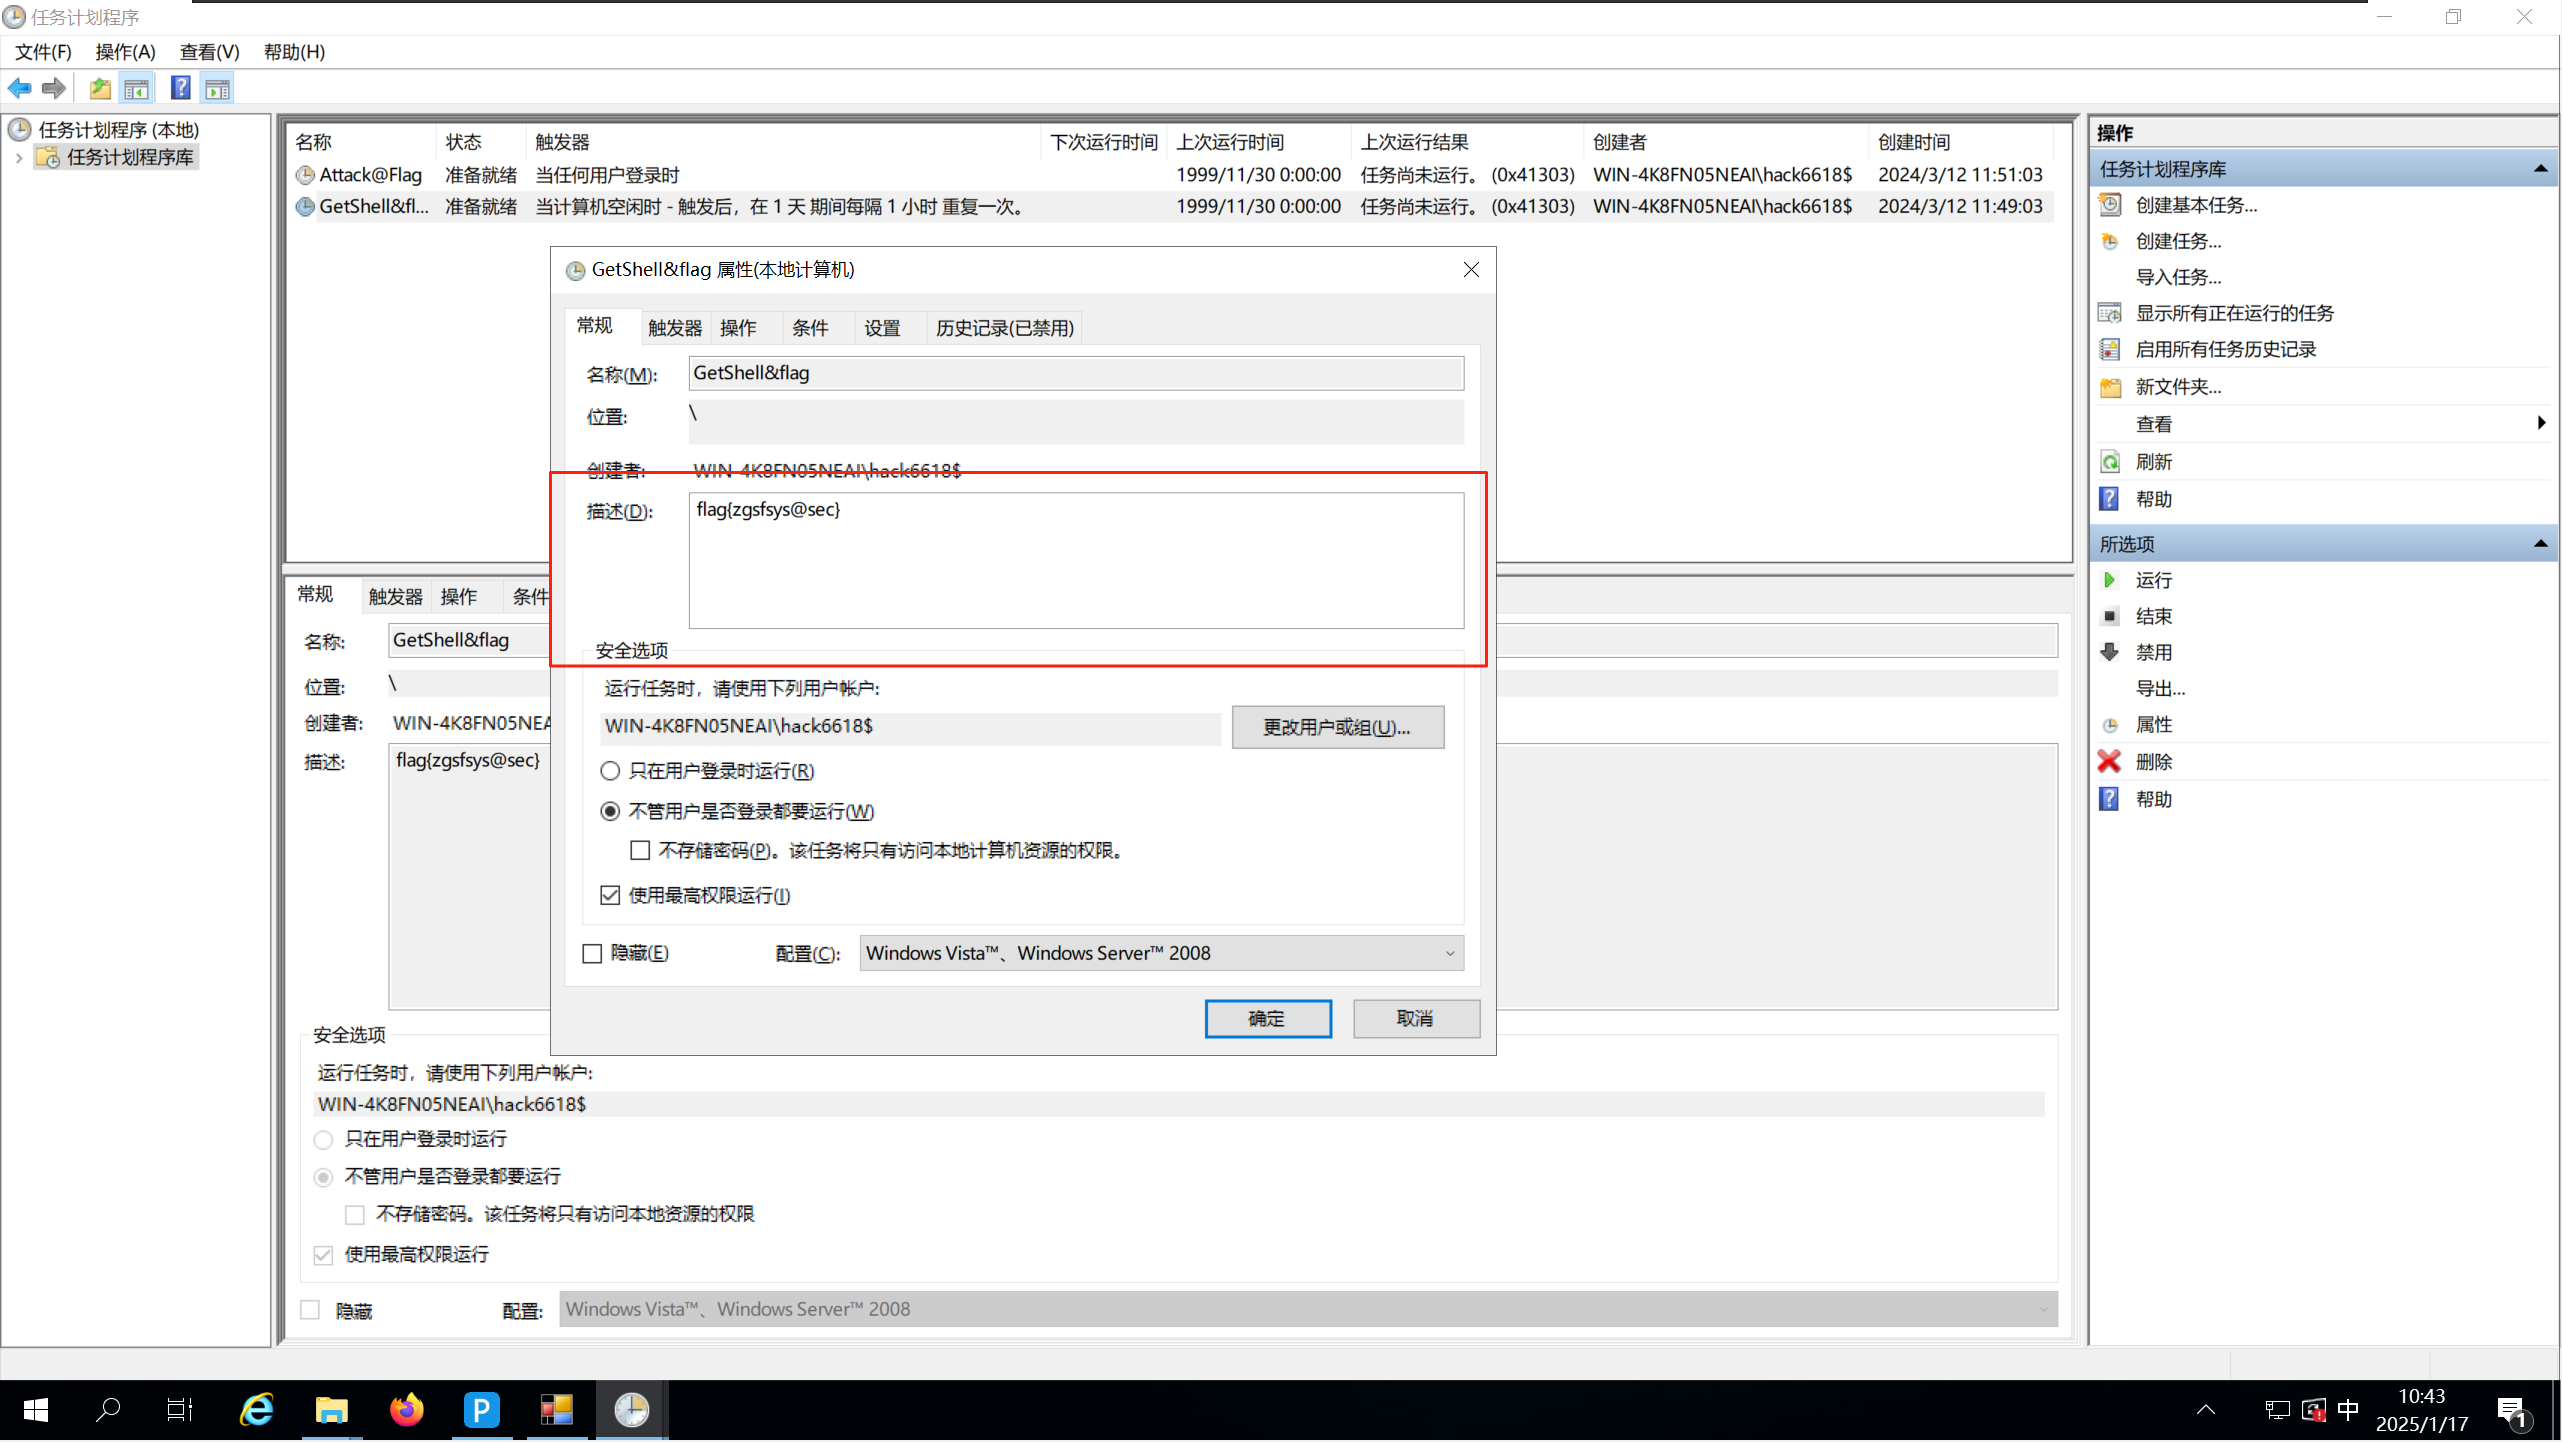 任务计划程序
文件(F) 操作(A) 查看(V) 帮助(H)
任务计划程序 (本地)
任务计划程序库
名称 状态 触发器 下次运行时间 上次运行时间 上次运行结果 创建者 创建时间
Attack@Flag 准备就绪 当任何用户登录时 1999/11/30 0:00:00 任务尚未运行。 (0x41303) WIN-4K8FN05NEAI\hack6618$ 2024/3/12 11:51:03
GetShell&fl... 准备就绪 当计算机空闲时 - 触发后，在 1 天 期间每隔 1 小时 重复一次。 1999/11/30 0:00:00 任务尚未运行。 (0x41303) WIN-4K8FN05NEAI\hack6618$ 2024/3/12 11:49:03
GetShell&flag 属性(本地计算机)
常规 触发器 操作 条件 设置 历史记录(已禁用)
名称(M): GetShell&flag
位置: \
创建者: WIN-4K8FN05NEAI\hack6618$
描述(D): flag{zgsfsys@sec}
安全选项
运行任务时，请使用下列用户帐户:
WIN-4K8FN05NEAI\hack6618$ 更改用户或组(U)...
只在用户登录时运行(R)
不管用户是否登录都要运行(W)
不存储密码(P)。该任务将只有访问本地计算机资源的权限。
使用最高权限运行(I)
隐藏(E) 配置(C): Windows Vista™、Windows Server™ 2008
确定 取消
常规 触发器 操作 条件
名称: GetShell&flag
位置: \
创建者: WIN-4K8FN05NEA
描述: flag{zgsfsys@sec}
安全选项
运行任务时，请使用下列用户帐户:
WIN-4K8FN05NEAI\hack6618$
只在用户登录时运行
不管用户是否登录都要运行
不存储密码。该任务将只有访问本地资源的权限
使用最高权限运行
隐藏 配置: Windows Vista™、Windows Server™ 2008
操作
任务计划程序库
创建基本任务...
创建任务...
导入任务...
显示所有正在运行的任务
启用所有任务历史记录
新文件夹...
查看
刷新
帮助
所选项
运行
结束
禁用
导出...
属性
删除
帮助
P
中
10:43
2025/1/17
1